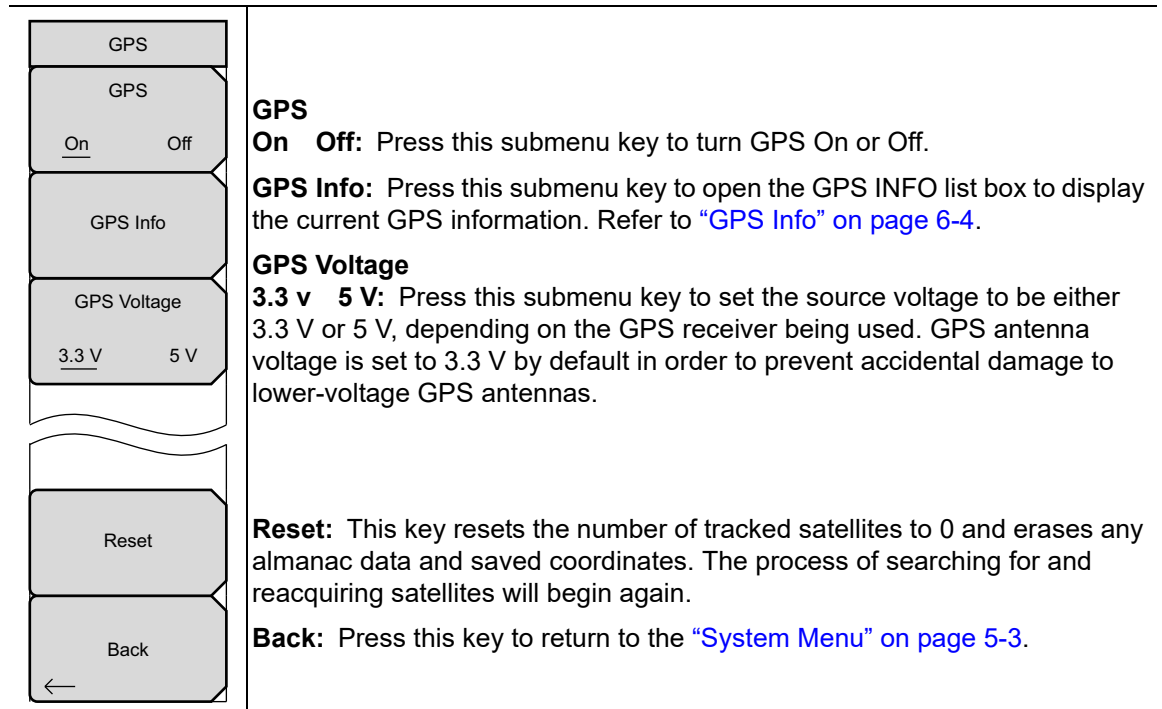 GPS
GPS
On Off
GPS Info
GPS Voltage
3.3 V 5 V
Reset
Back
GPS
On Off: Press this submenu key to turn GPS On or Off.
GPS Info: Press this submenu key to open the GPS INFO list box to display
the current GPS information. Refer to “GPS Info” on page 6-4.
GPS Voltage
3.3 v 5 V: Press this submenu key to set the source voltage to be either
3.3 V or 5 V, depending on the GPS receiver being used. GPS antenna
voltage is set to 3.3 V by default in order to prevent accidental damage to
lower-voltage GPS antennas.
Reset: This key resets the number of tracked satellites to 0 and erases any
almanac data and saved coordinates. The process of searching for and
reacquiring satellites will begin again.
Back: Press this key to return to the “System Menu” on page 5-3.